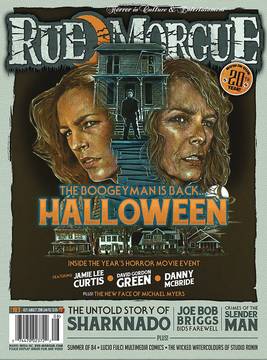 Horror in Culture & Entertainment
RUE MORGUE
20
YEARS
THE BOOGEYMAN IS BACK...
HALLOWEEN
INSIDE THE YEAR'S HORROR MOVIE EVENT
FEATURING JAMIE LEE CURTIS • DAVID GORDON GREEN • DANNY MCBRIDE
THE NEW FACE OF MICHAEL MYERS
THE UNTOLD STORY OF
SHARKNADO
JOE BOB
BRIGGS
BIDS FAREWELL
CRIMES OF THE
SLENDER
MAN
PLUS
SUMMER OF 84 • LUCIO FULCI MULTIMEDIA COMICS • THE WICKED WATERCOLOURS OF STUDIO RONIN